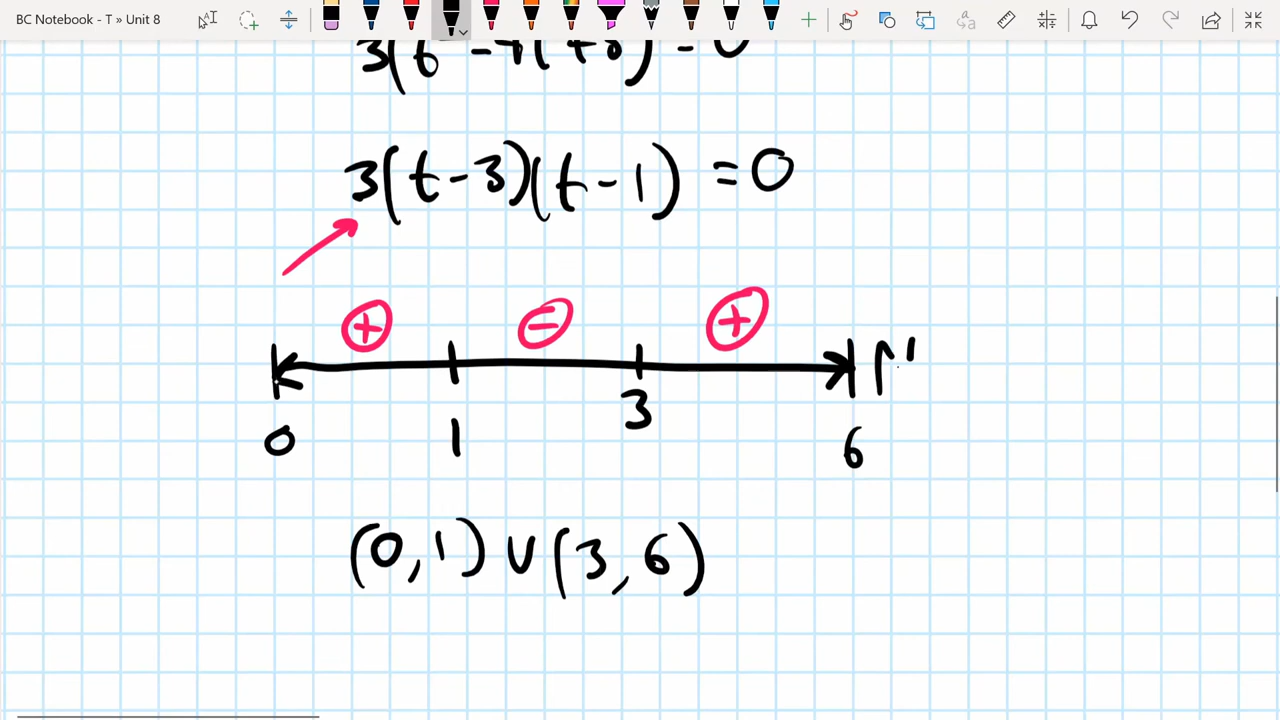 BC Notebook - T » Unit 8
3(t-3)(t-1) = 0
+ - +
0 1 3 6
(0,1) ∪ (3,6)